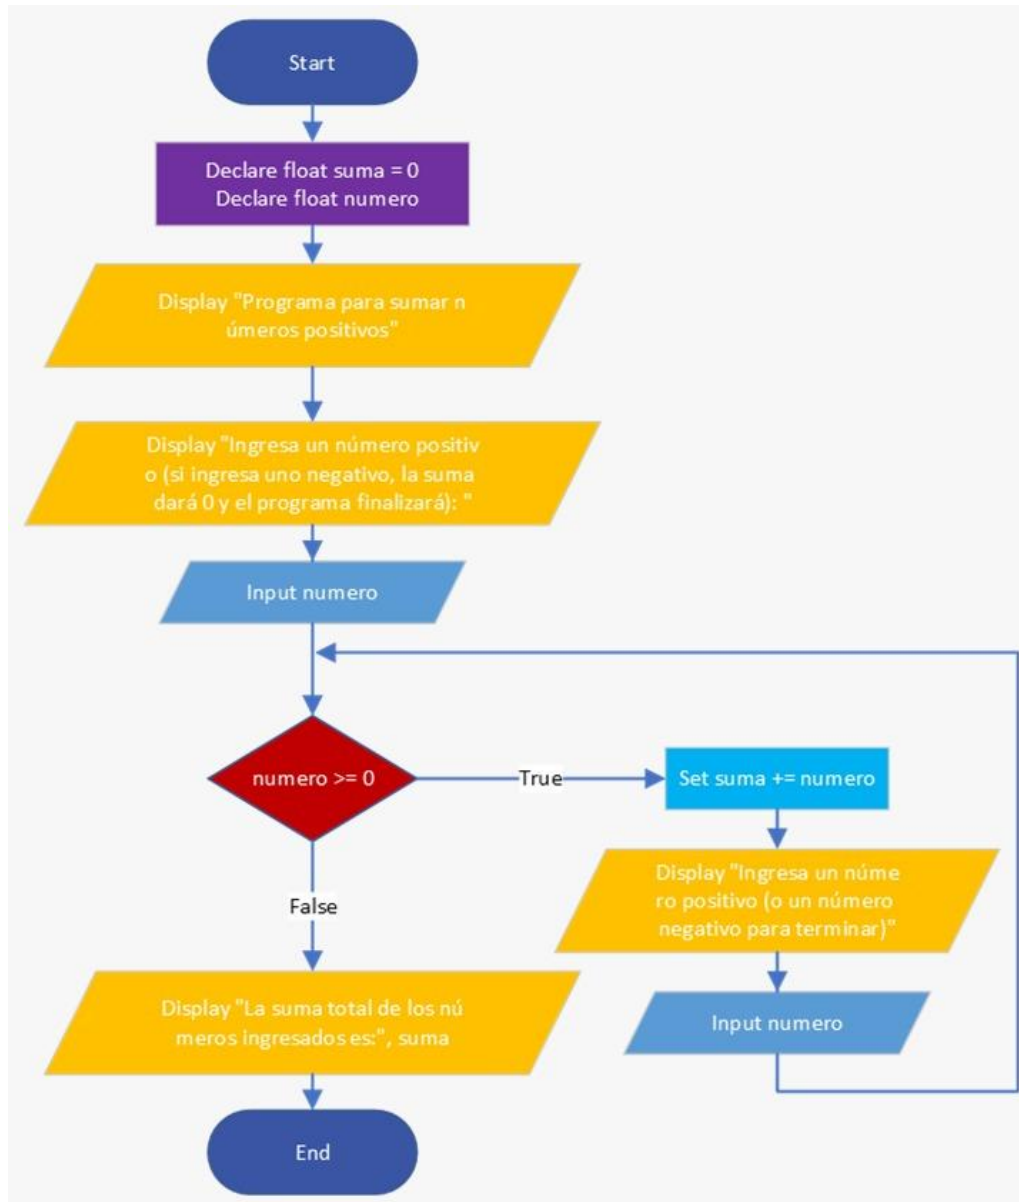 Start
Declare float suma = 0
Declare float numero
Display "Programa para sumar n
úmeros positivos"
Display "Ingresa un número positiv
o (si ingresa uno negativo, la suma
dará 0 y el programa finalizará): "
Input numero
numero >= 0
True
Set suma += numero
Display "Ingresa un núme
ro positivo (o un número
negativo para terminar)"
Input numero
False
Display "La suma total de los nú
meros ingresados es:", suma
End